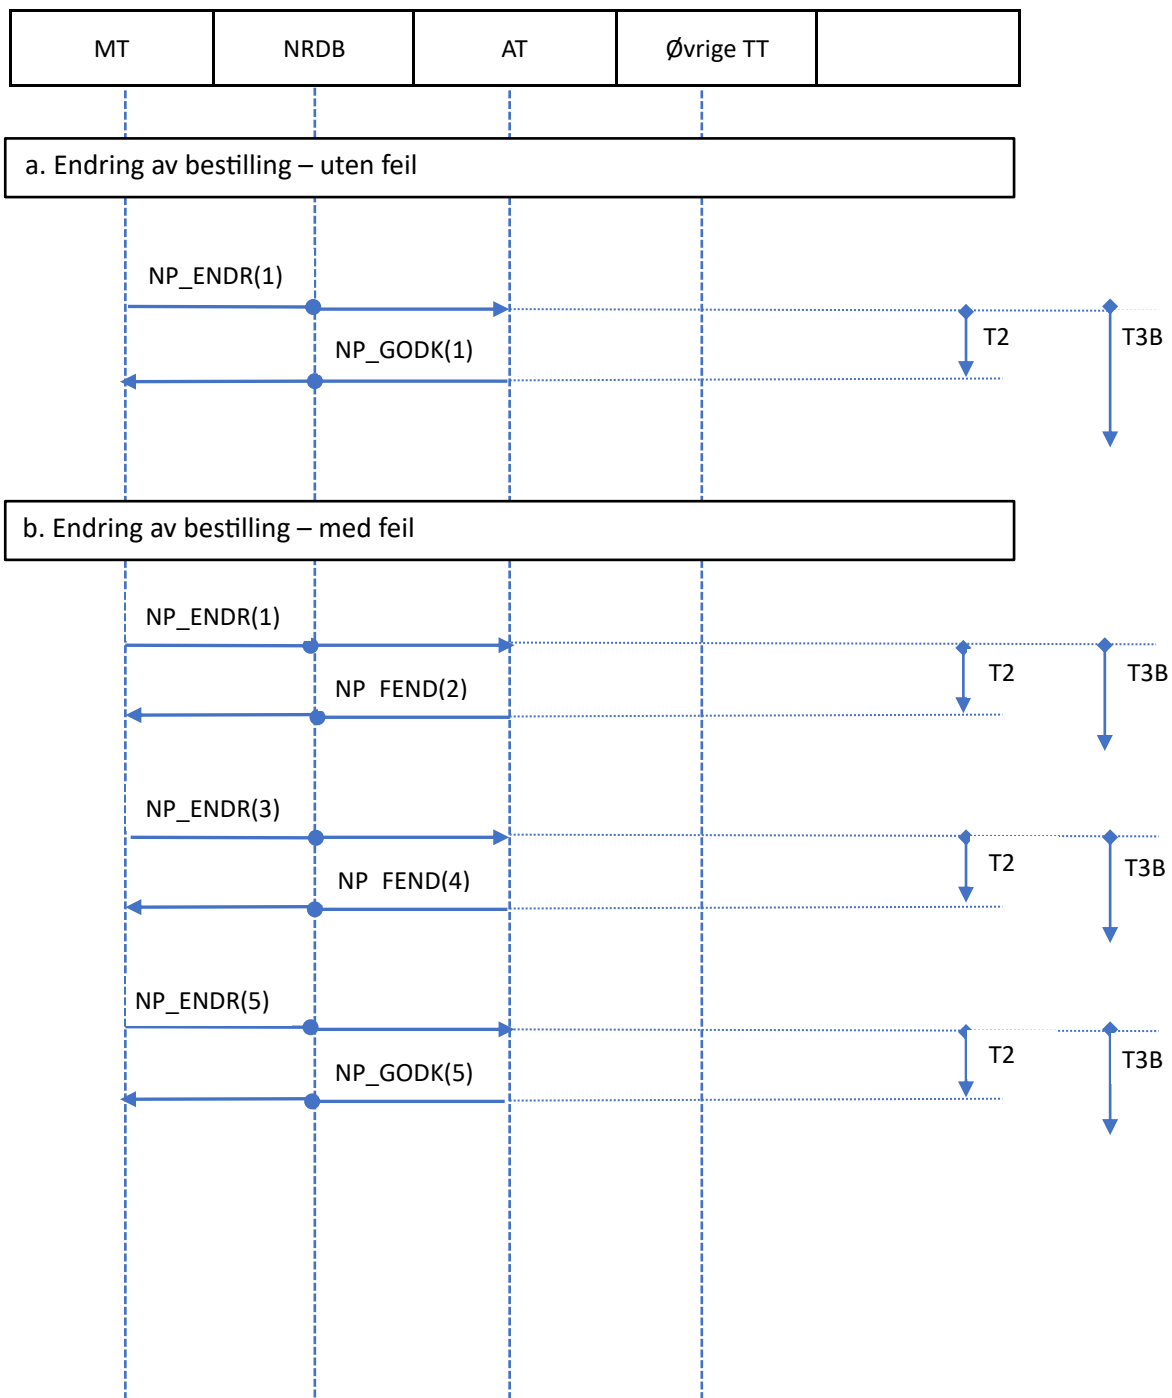 MT NRDB AT Øvrige TT
a. Endring av bestilling – uten feil
NP_ENDR(1)
T2 T3B
NP_GODK(1)
b. Endring av bestilling – med feil
NP_ENDR(1)
T2 T3B
NP FEND(2)
NP_ENDR(3)
T2 T3B
NP FEND(4)
NP_ENDR(5)
T2 T3B
NP_GODK(5)